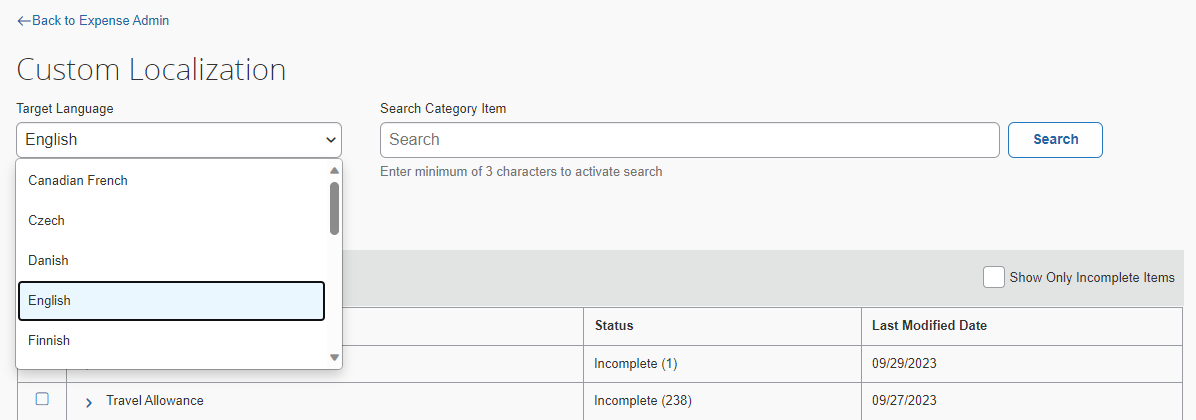 Back to Expense Admin
Custom Localization
Target Language
Search Category Item
English
Search
Search
Enter minimum of 3 characters to activate search
Canadian French
Czech
Danish
English
Finnish
Show Only Incomplete Items
Status
Last Modified Date
Incomplete (1)
09/29/2023
Travel Allowance
Incomplete (238)
09/27/2023